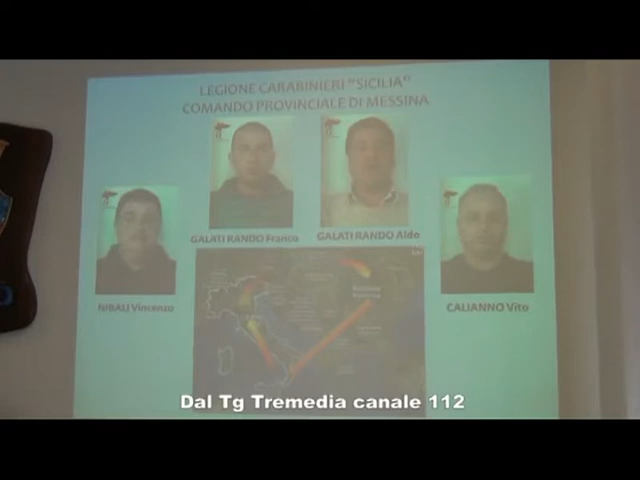 LEGIONE CARABINIERI "SICILIA"
COMANDO PROVINCIALE DI MESSINA
GALATI RANDO Franco
GALATI RANDO Aldo
NIBALI Vincenzo
CALIANNO Vito
Dal Tg Tremedia canale 112